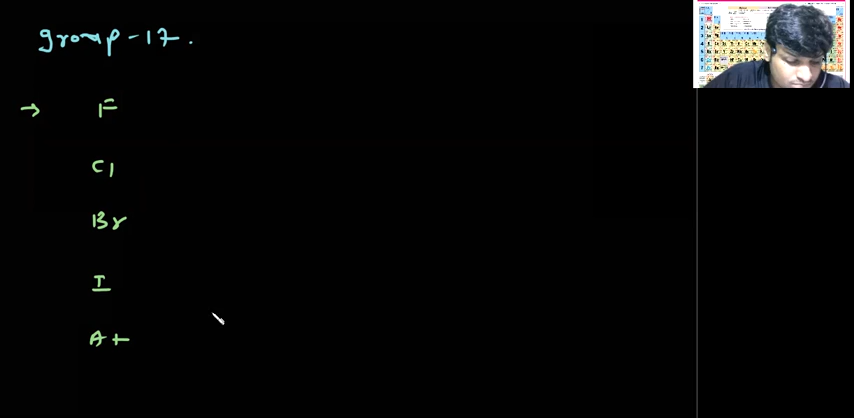 group-17.
→ F
Cl
Br
I
At